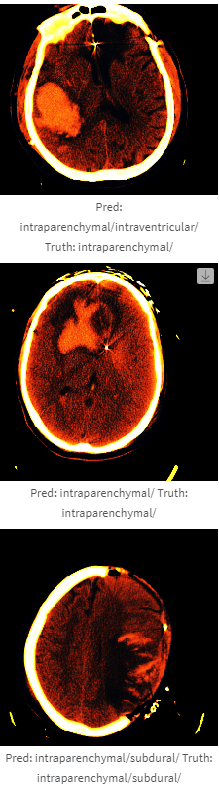 Pred:
intraparenchymal/intraventricular/
Truth: intraparenchymal/
Pred: intraparenchymal/ Truth:
intraparenchymal/
Pred: intraparenchymal/subdural/ Truth:
intraparenchymal/subdural/